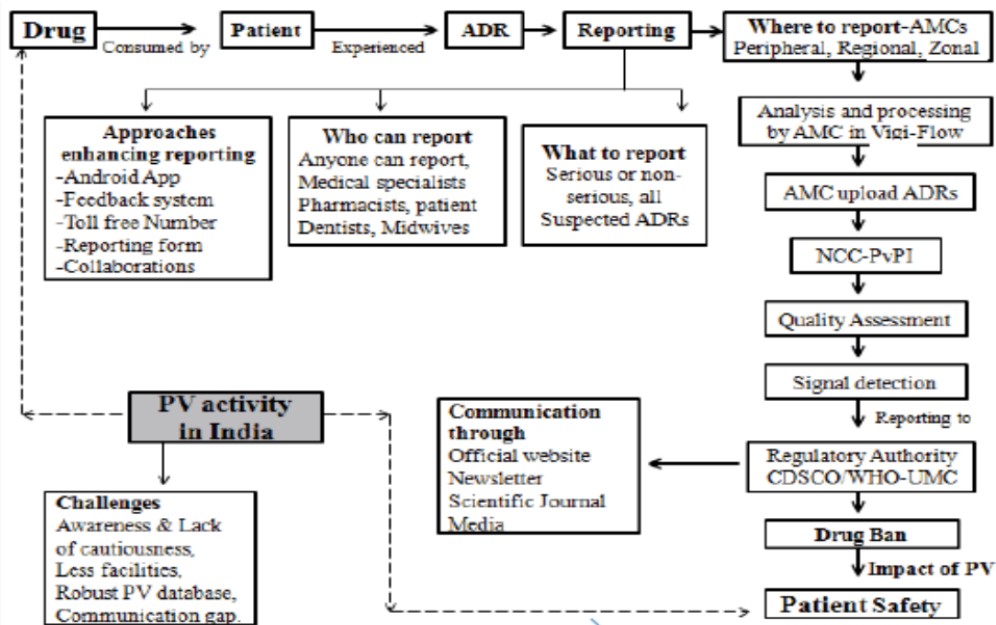 Drug
Consumed by
Patient
Experienced
ADR
Reporting
Where to report-AMCs
Peripheral, Regional, Zonal
Approaches
enhancing reporting
-Android App
-Feedback system
-Toll free Number
-Reporting form
-Collaborations
Who can report
Anyone can report,
Medical specialists
Pharmacists, patient
Dentists, Midwives
What to report
Serious or non-
serious, all
Suspected ADRs
Analysis and processing
by AMC in Vigi-Flow
AMC upload ADRs
NCC-PvPI
Quality Assessment
Signal detection
Reporting to
Regulatory Authority
CDSCO/WHO-UMC
Communication
through
Official website
Newsletter
Scientific Journal
Media
Drug Ban
Impact of PV
Patient Safety
PV activity
in India
Challenges
Awareness & Lack
of cautiousness,
Less facilities,
Robust PV database,
Communication gap.